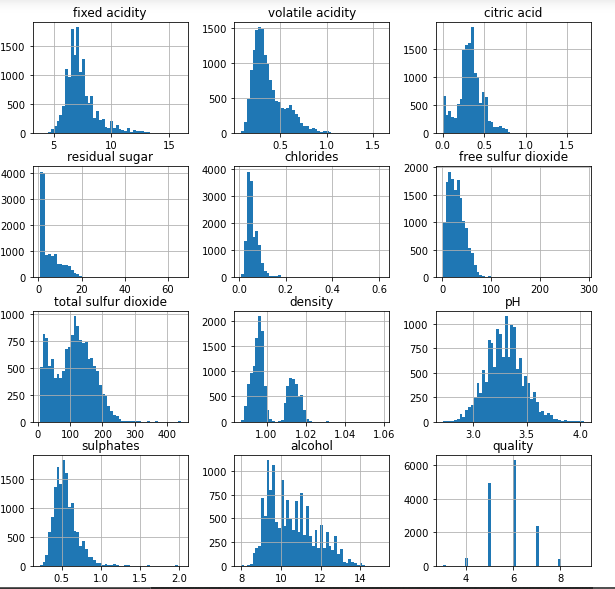 fixed acidity volatile acidity citric acid
1500 1500 1500
1000 1000 1000
500 500 500
0 0 0
5 10 15 0.5 1.0 1.5 0.0 0.5 1.0 1.5
residual sugar chlorides free sulfur dioxide
4000 4000 2000
3000 3000 1500
2000 2000 1000
1000 1000 500
0 0 0
0 20 40 60 0.0 0.2 0.4 0.6 0 100 200 300
total sulfur dioxide density pH
1000 2000 1000
750 1500 750
500 1000 500
250 500 250
0 0 0
0 100 200 300 400 1.00 1.02 1.04 1.06 3.0 3.5 4.0
sulphates alcohol quality
1500 1000 6000
1000 750 4000
500 500 2000
250
0 0 0
0.5 1.0 1.5 2.0 8 10 12 14 4 6 8